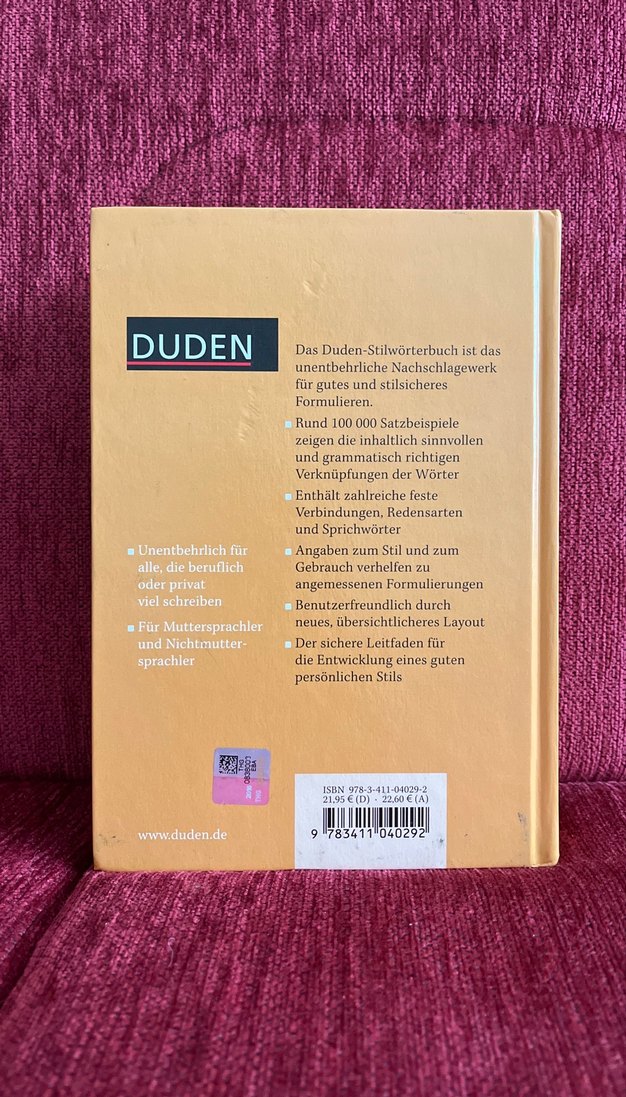 DUDEN
Das Duden-Stilwörterbuch ist das
unentbehrliche Nachschlagewerk
für gutes und stilsicheres
Formulieren.
Rund 100 000 Satzbeispiele
zeigen die inhaltlich sinnvollen
und grammatisch richtigen
Verknüpfungen der Wörter
Enthält zahlreiche feste
Verbindungen, Redensarten
und Sprichwörter
Angaben zum Stil und zum
Gebrauch verhelfen zu
angemessenen Formulierungen
Benutzerfreundlich durch
neues, übersichtlicheres Layout
Der sichere Leitfaden für
die Entwicklung eines guten
persönlichen Stils
Unentbehrlich für
alle, die beruflich
oder privat
viel schreiben
Für Muttersprachler
und Nichtmutter-
sprachler
THG
EBA
THG
www.duden.de
ISBN 978-3-411-04029-2
21,95 € (D) · 22,60 € (A)
9 783411 040292